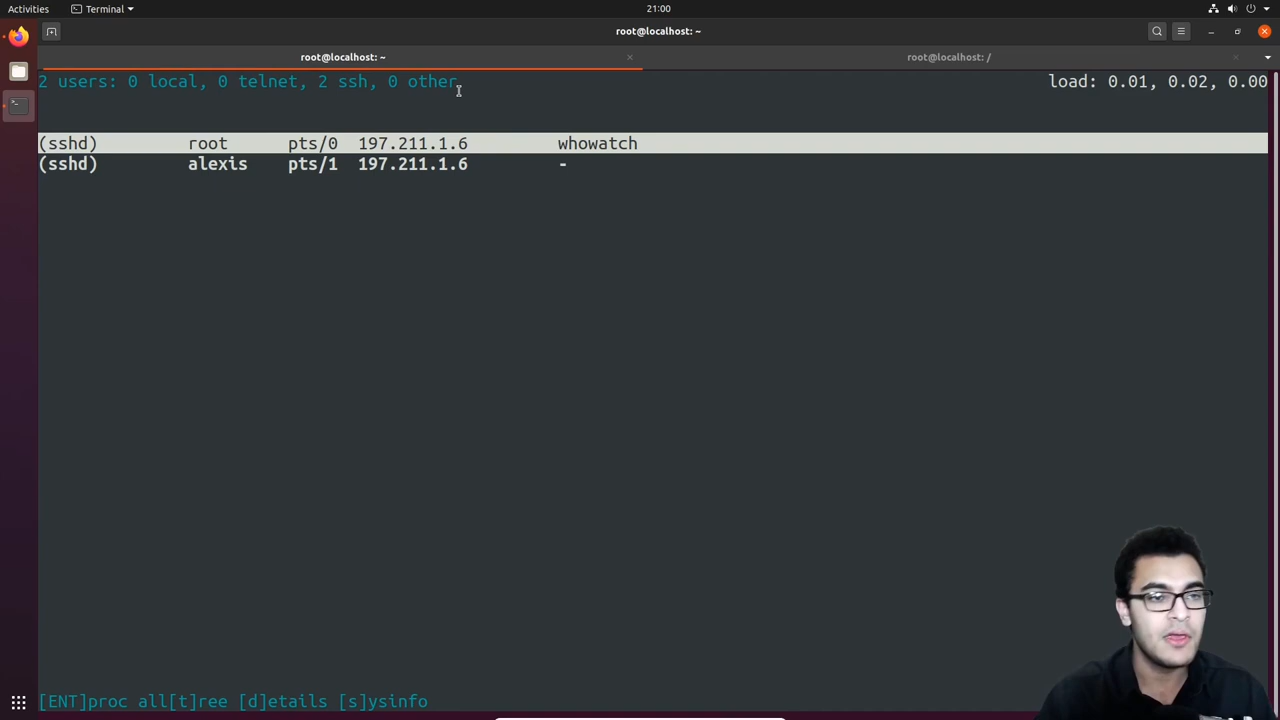 Activities Terminal 21:00
root@localhost: ~
root@localhost: ~ root@localhost: /
2 users: 0 local, 0 telnet, 2 ssh, 0 other load: 0.01, 0.02, 0.00
(sshd) root pts/0 197.211.1.6 whowatch
(sshd) alexis pts/1 197.211.1.6 -
[ENT]proc all[t]ree [d]etails [s]ysinfo